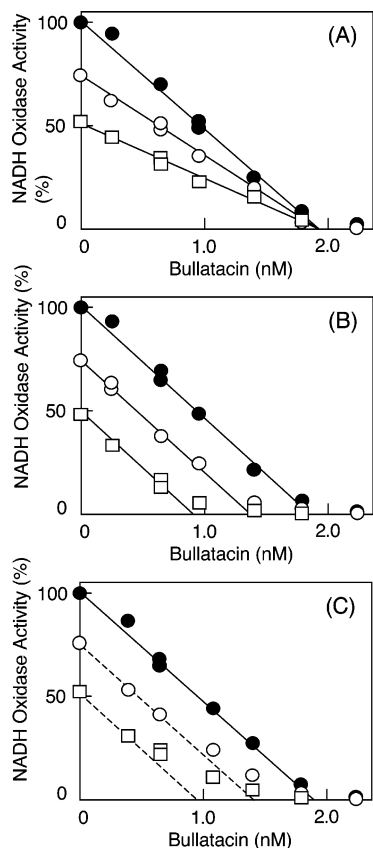 100
(A)
NADH Oxidase Activity
(%)
50
0
0 1.0 2.0
Bullatacin (nM)
100
(B)
NADH Oxidase Activity (%)
50
0
0 1.0 2.0
Bullatacin (nM)
100
(C)
NADH Oxidase Activity (%)
50
0
0 1.0 2.0
Bullatacin (nM)